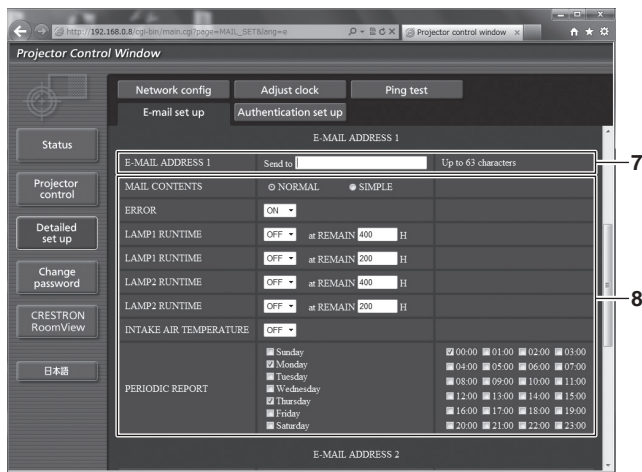 http://192.168.0.8/cgi-bin/main.cgi?page=MAIL_SET&lang=e
Projector control window
Projector Control Window
Network config Adjust clock Ping test
E-mail set up Authentication set up
Status
Projector control
Detailed set up
Change password
CRESTRON RoomView
日本語
E-MAIL ADDRESS 1
E-MAIL ADDRESS 1 Send to Up to 63 characters
7
MAIL CONTENTS NORMAL SIMPLE
ERROR ON
LAMP1 RUNTIME OFF at REMAIN 400 H
LAMP1 RUNTIME OFF at REMAIN 200 H
LAMP2 RUNTIME OFF at REMAIN 400 H
8
LAMP2 RUNTIME OFF at REMAIN 200 H
INTAKE AIR TEMPERATURE OFF
PERIODIC REPORT
Sunday
Monday
Tuesday
Wednesday
Thursday
Friday
Saturday
00:00 01:00 02:00 03:00
04:00 05:00 06:00 07:00
08:00 09:00 10:00 11:00
12:00 13:00 14:00 15:00
16:00 17:00 18:00 19:00
20:00 21:00 22:00 23:00
E-MAIL ADDRESS 2